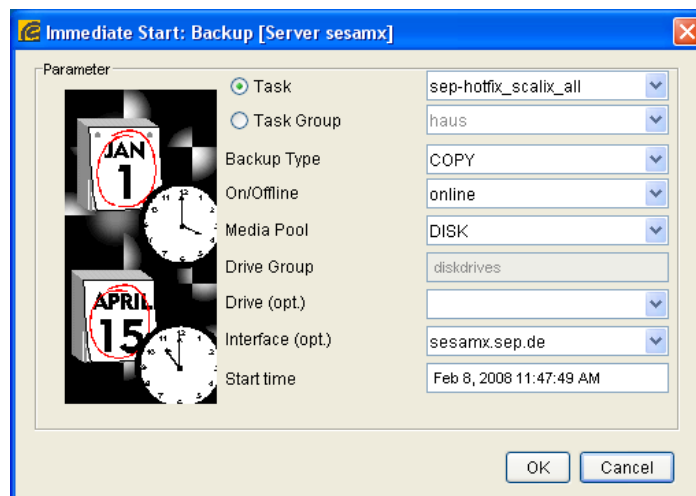 Immediate Start: Backup [Server sesamx]
Parameter
Task
sep-hotfix_scalix_all
Task Group
haus
Backup Type
COPY
On/Offline
online
Media Pool
DISK
Drive Group
diskdrives
Drive (opt.)
Interface (opt.)
sesamx.sep.de
Start time
Feb 8, 2008 11:47:49 AM
JAN
1
APRIL
15
OK
Cancel